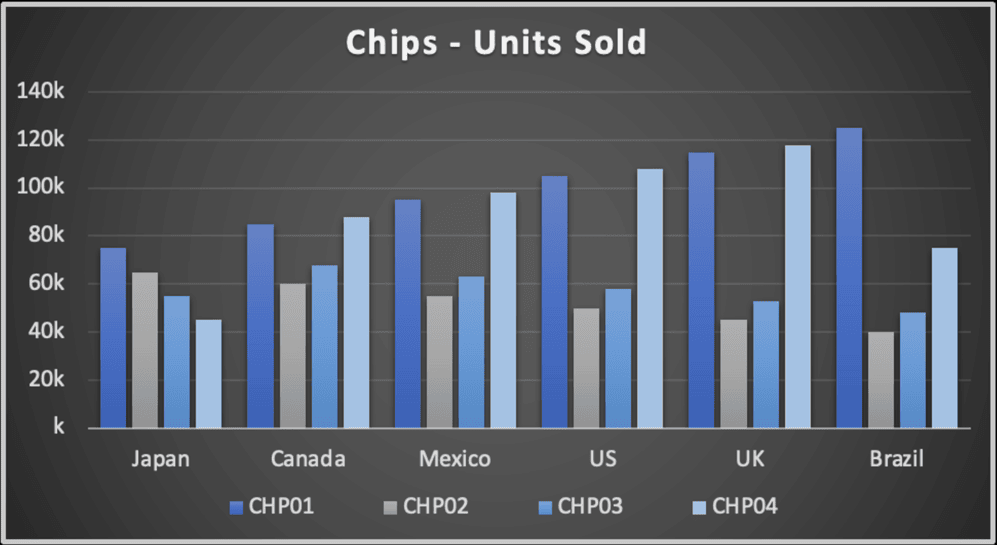 Chips - Units Sold
140k
120k
100k
80k
60k
40k
20k
k
Japan Canada Mexico US UK Brazil
CHP01 CHP02 CHP03 CHP04